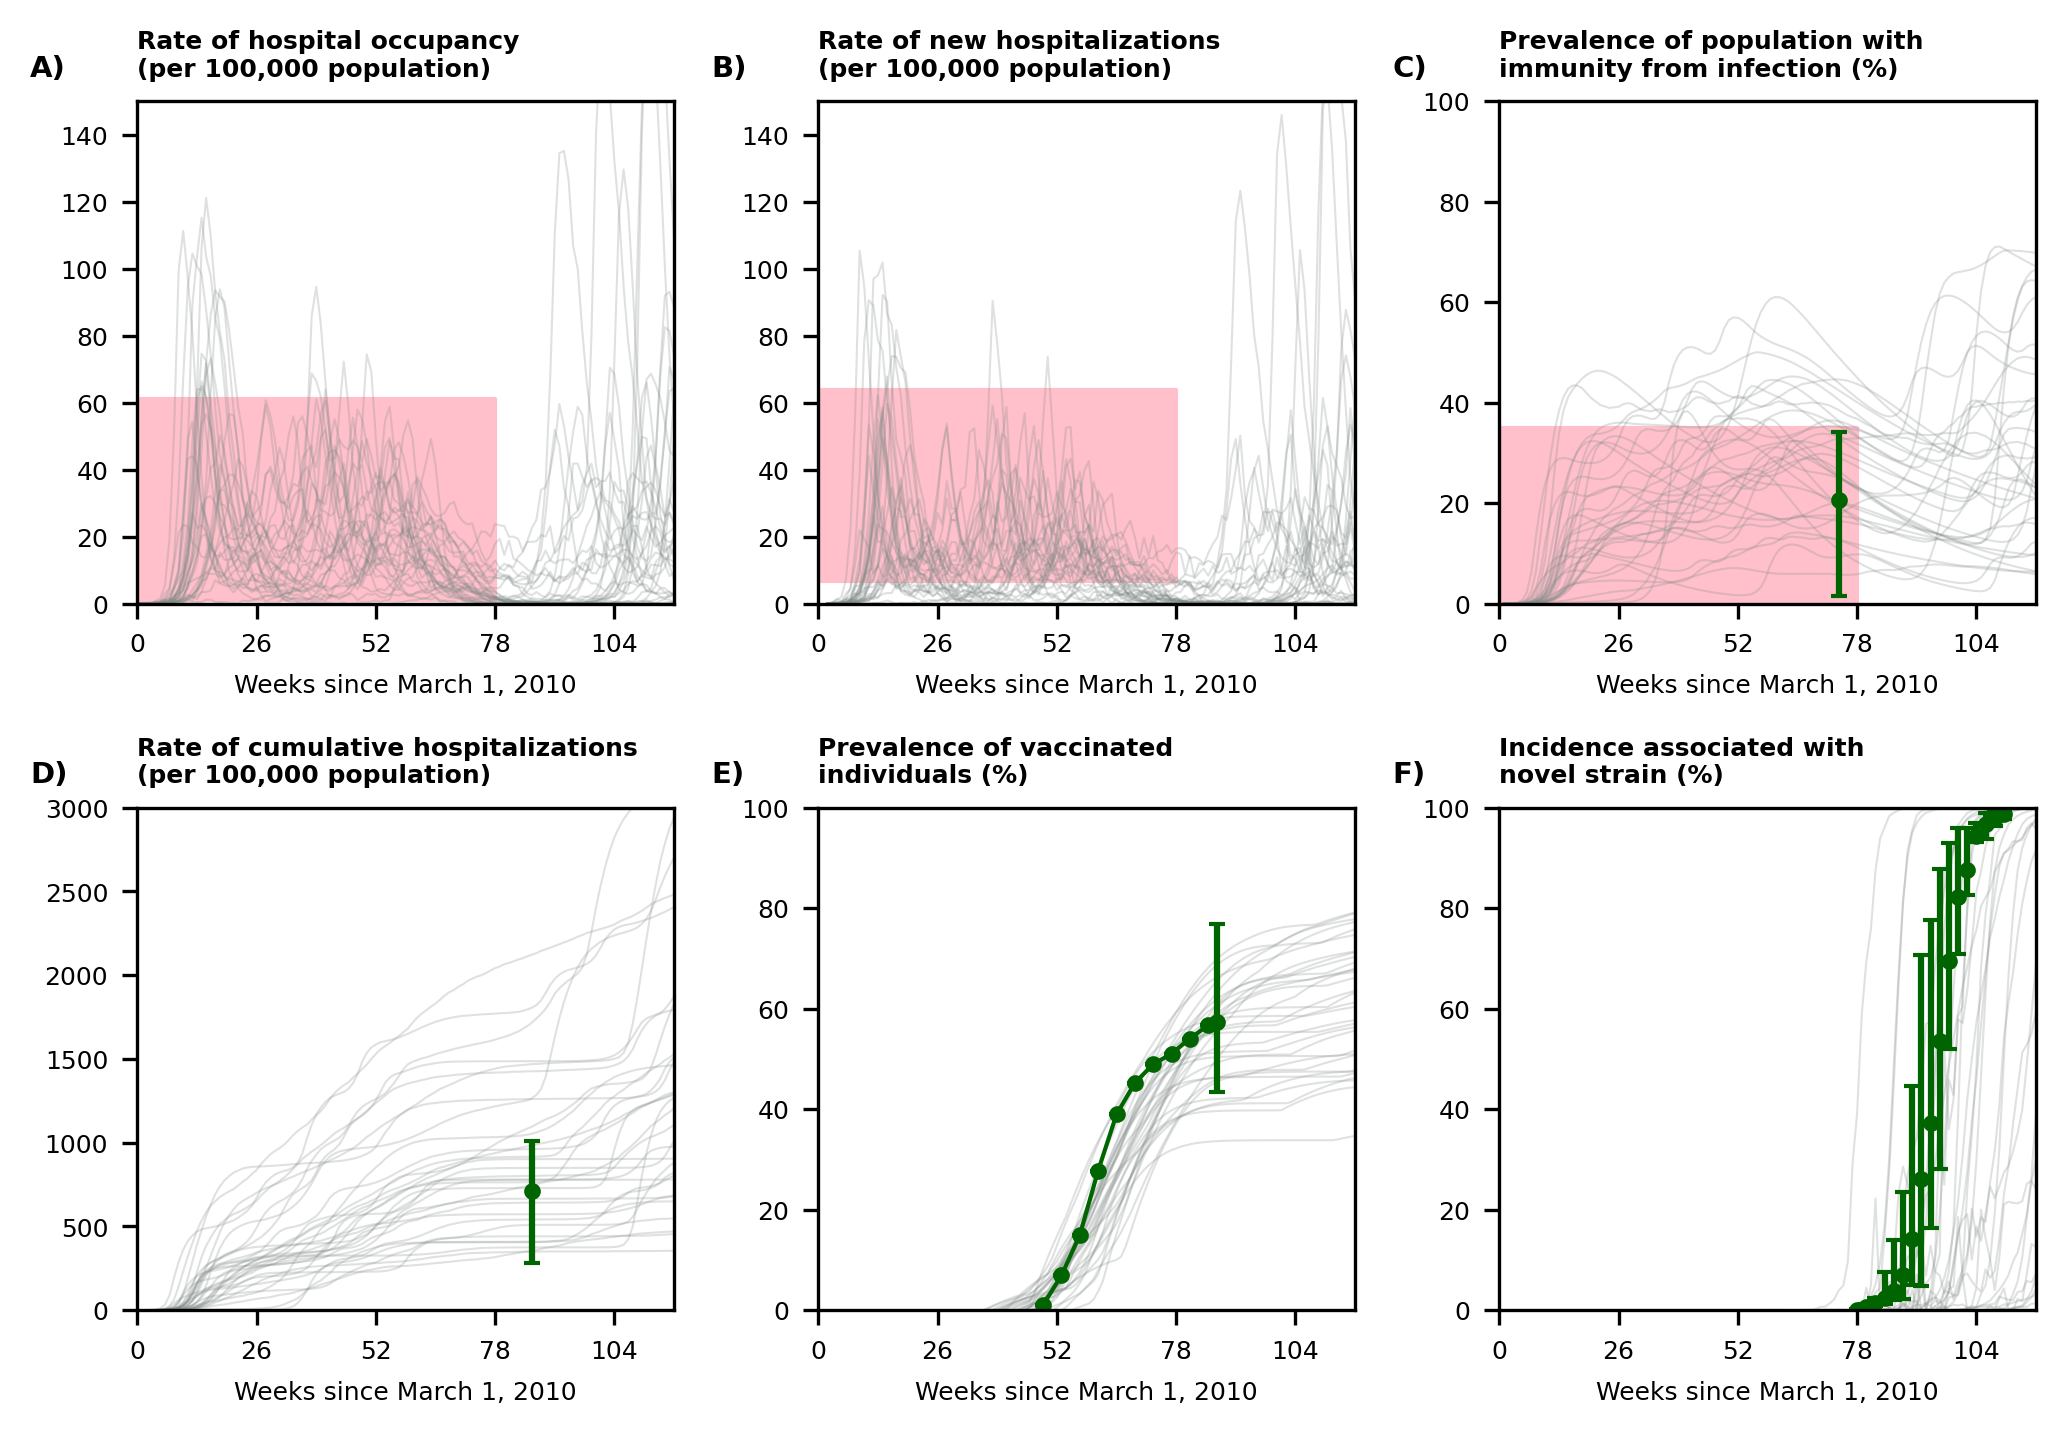 A)
Rate of hospital occupancy
(per 100,000 population)
140
120
100
80
60
40
20
0
0 26 52 78 104
Weeks since March 1, 2010
B)
Rate of new hospitalizations
(per 100,000 population)
140
120
100
80
60
40
20
0
0 26 52 78 104
Weeks since March 1, 2010
C)
Prevalence of population with
immunity from infection (%)
100
80
60
40
20
0
0 26 52 78 104
Weeks since March 1, 2010
D)
Rate of cumulative hospitalizations
(per 100,000 population)
3000
2500
2000
1500
1000
500
0
0 26 52 78 104
Weeks since March 1, 2010
E)
Prevalence of vaccinated
individuals (%)
100
80
60
40
20
0
0 26 52 78 104
Weeks since March 1, 2010
F)
Incidence associated with
novel strain (%)
100
80
60
40
20
0
0 26 52 78 104
Weeks since March 1, 2010